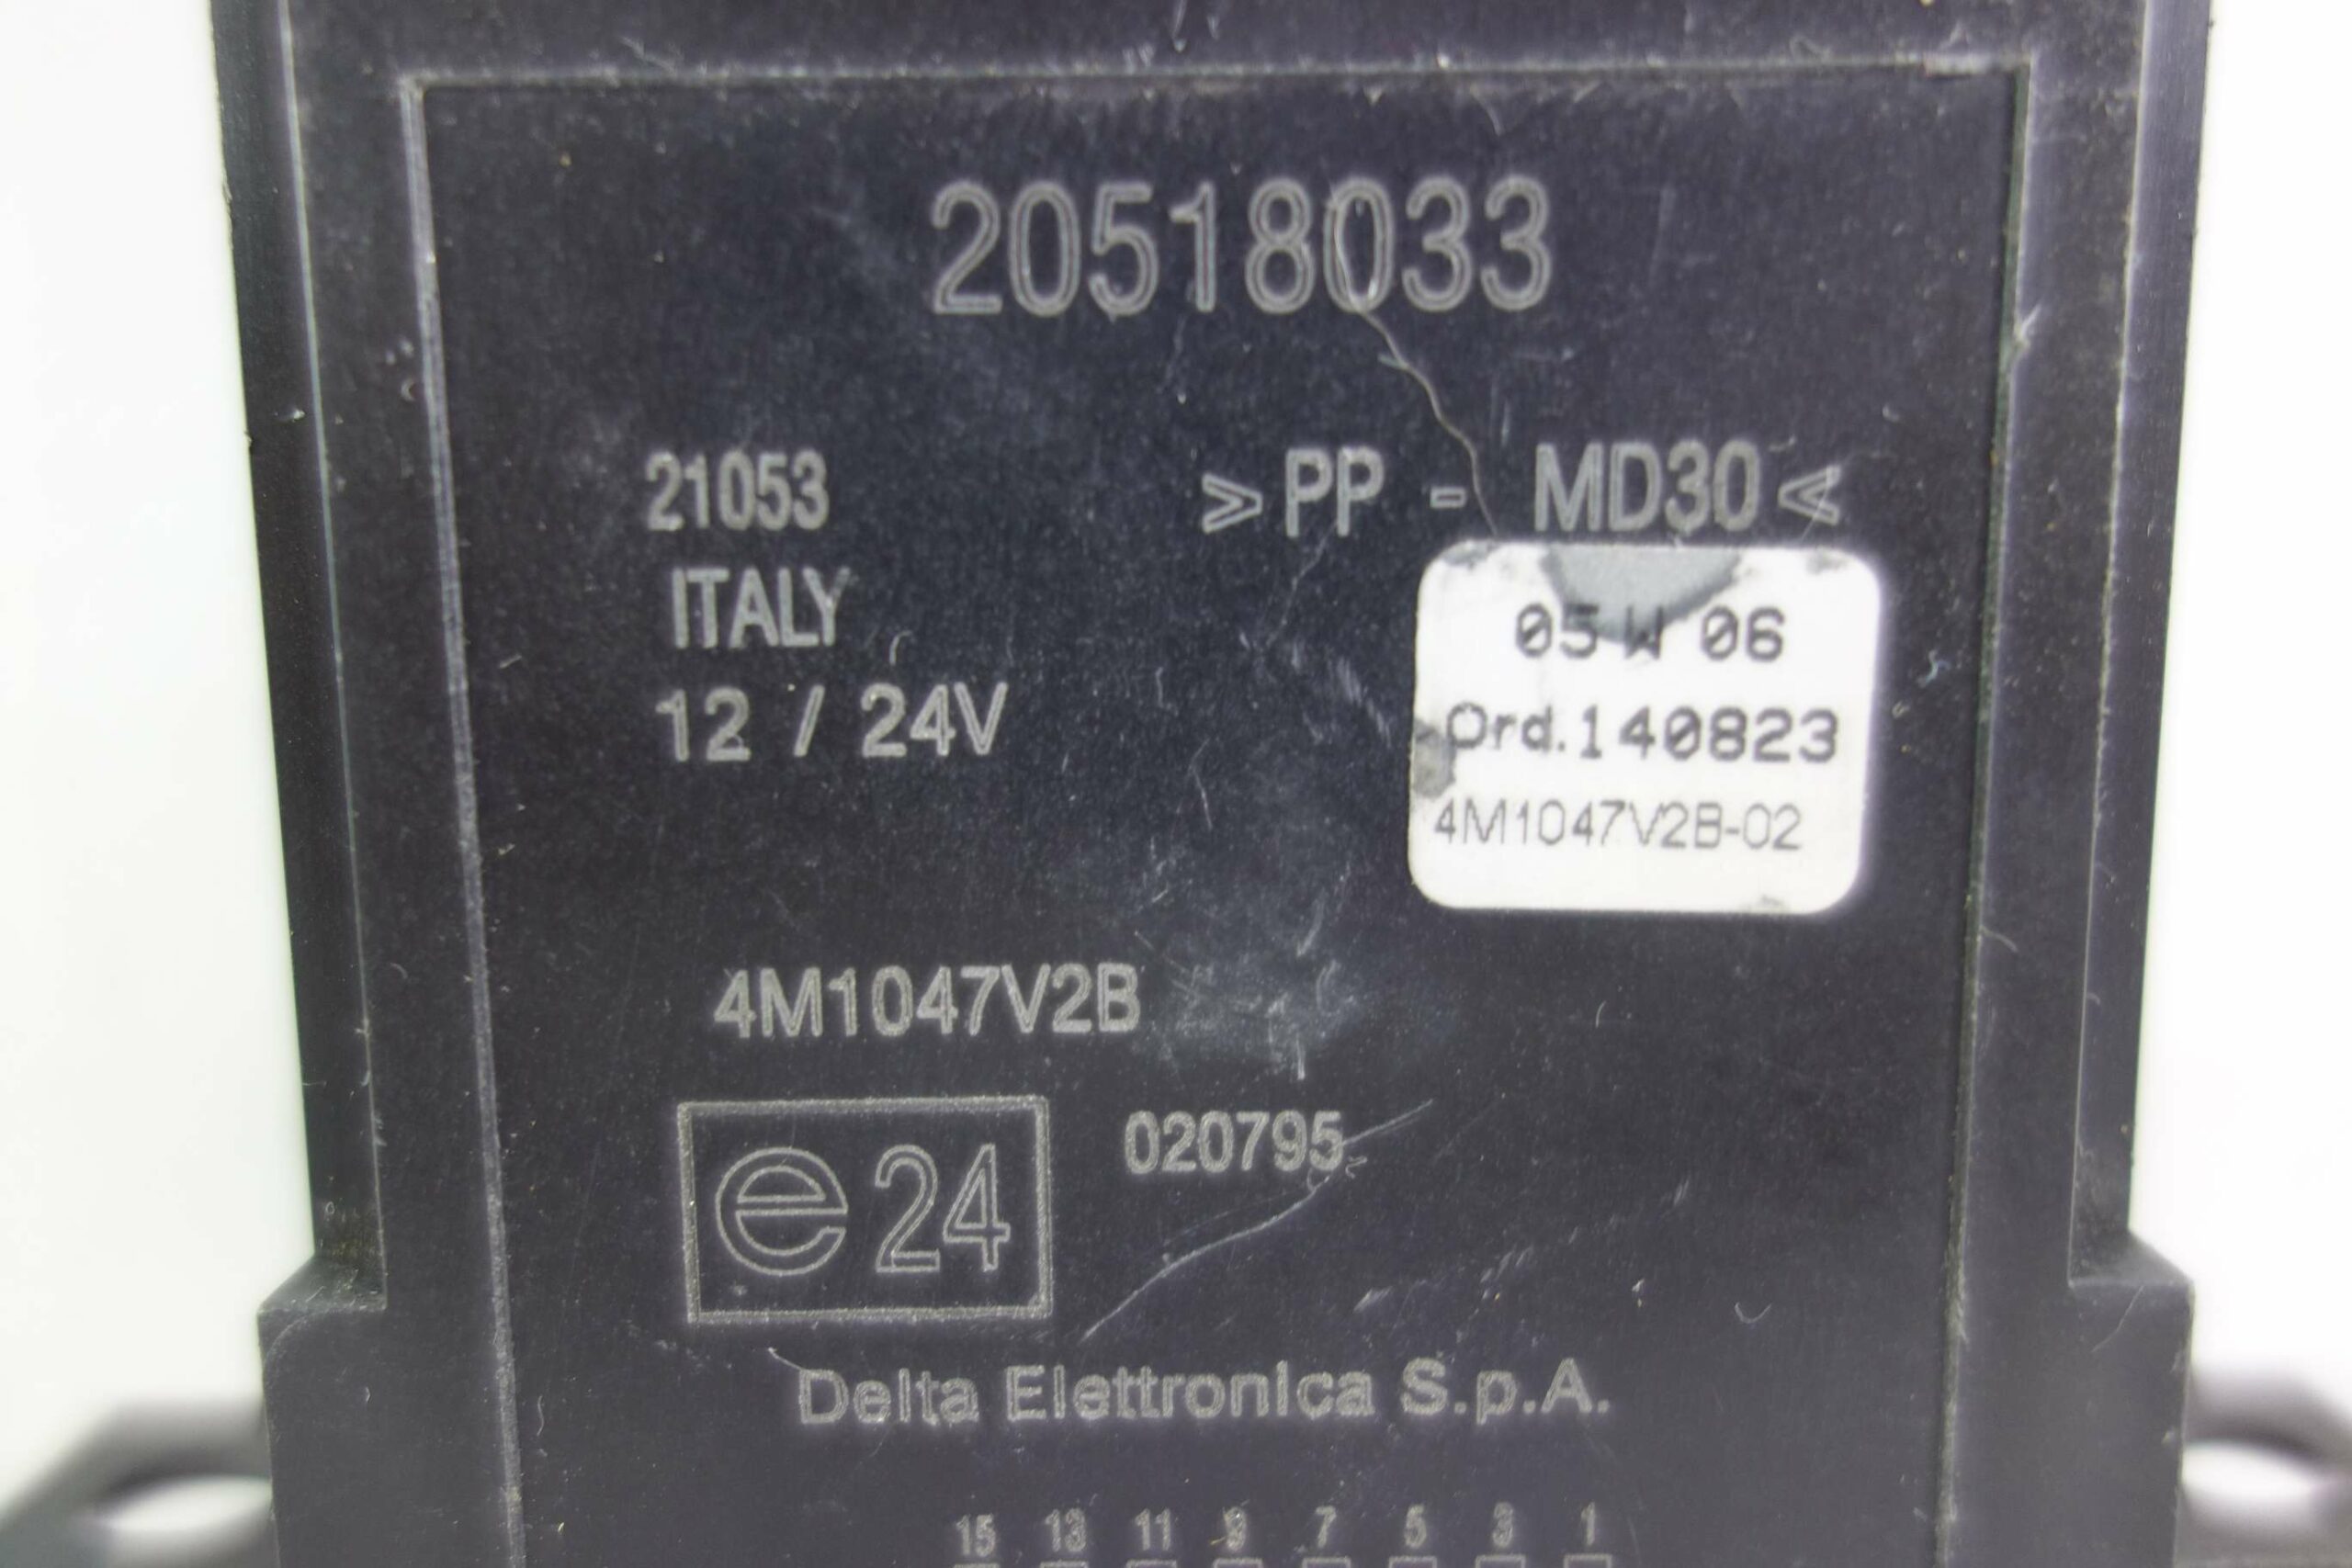 20518033
21053
>PP - MD30<
ITALY
12 / 24V
05 W 06
Ord.140823
4M1047V2B-02
4M1047V2B
e 24
020795
Delta Elettronica S.p.A.
15 13 11 9 7 5 3 1